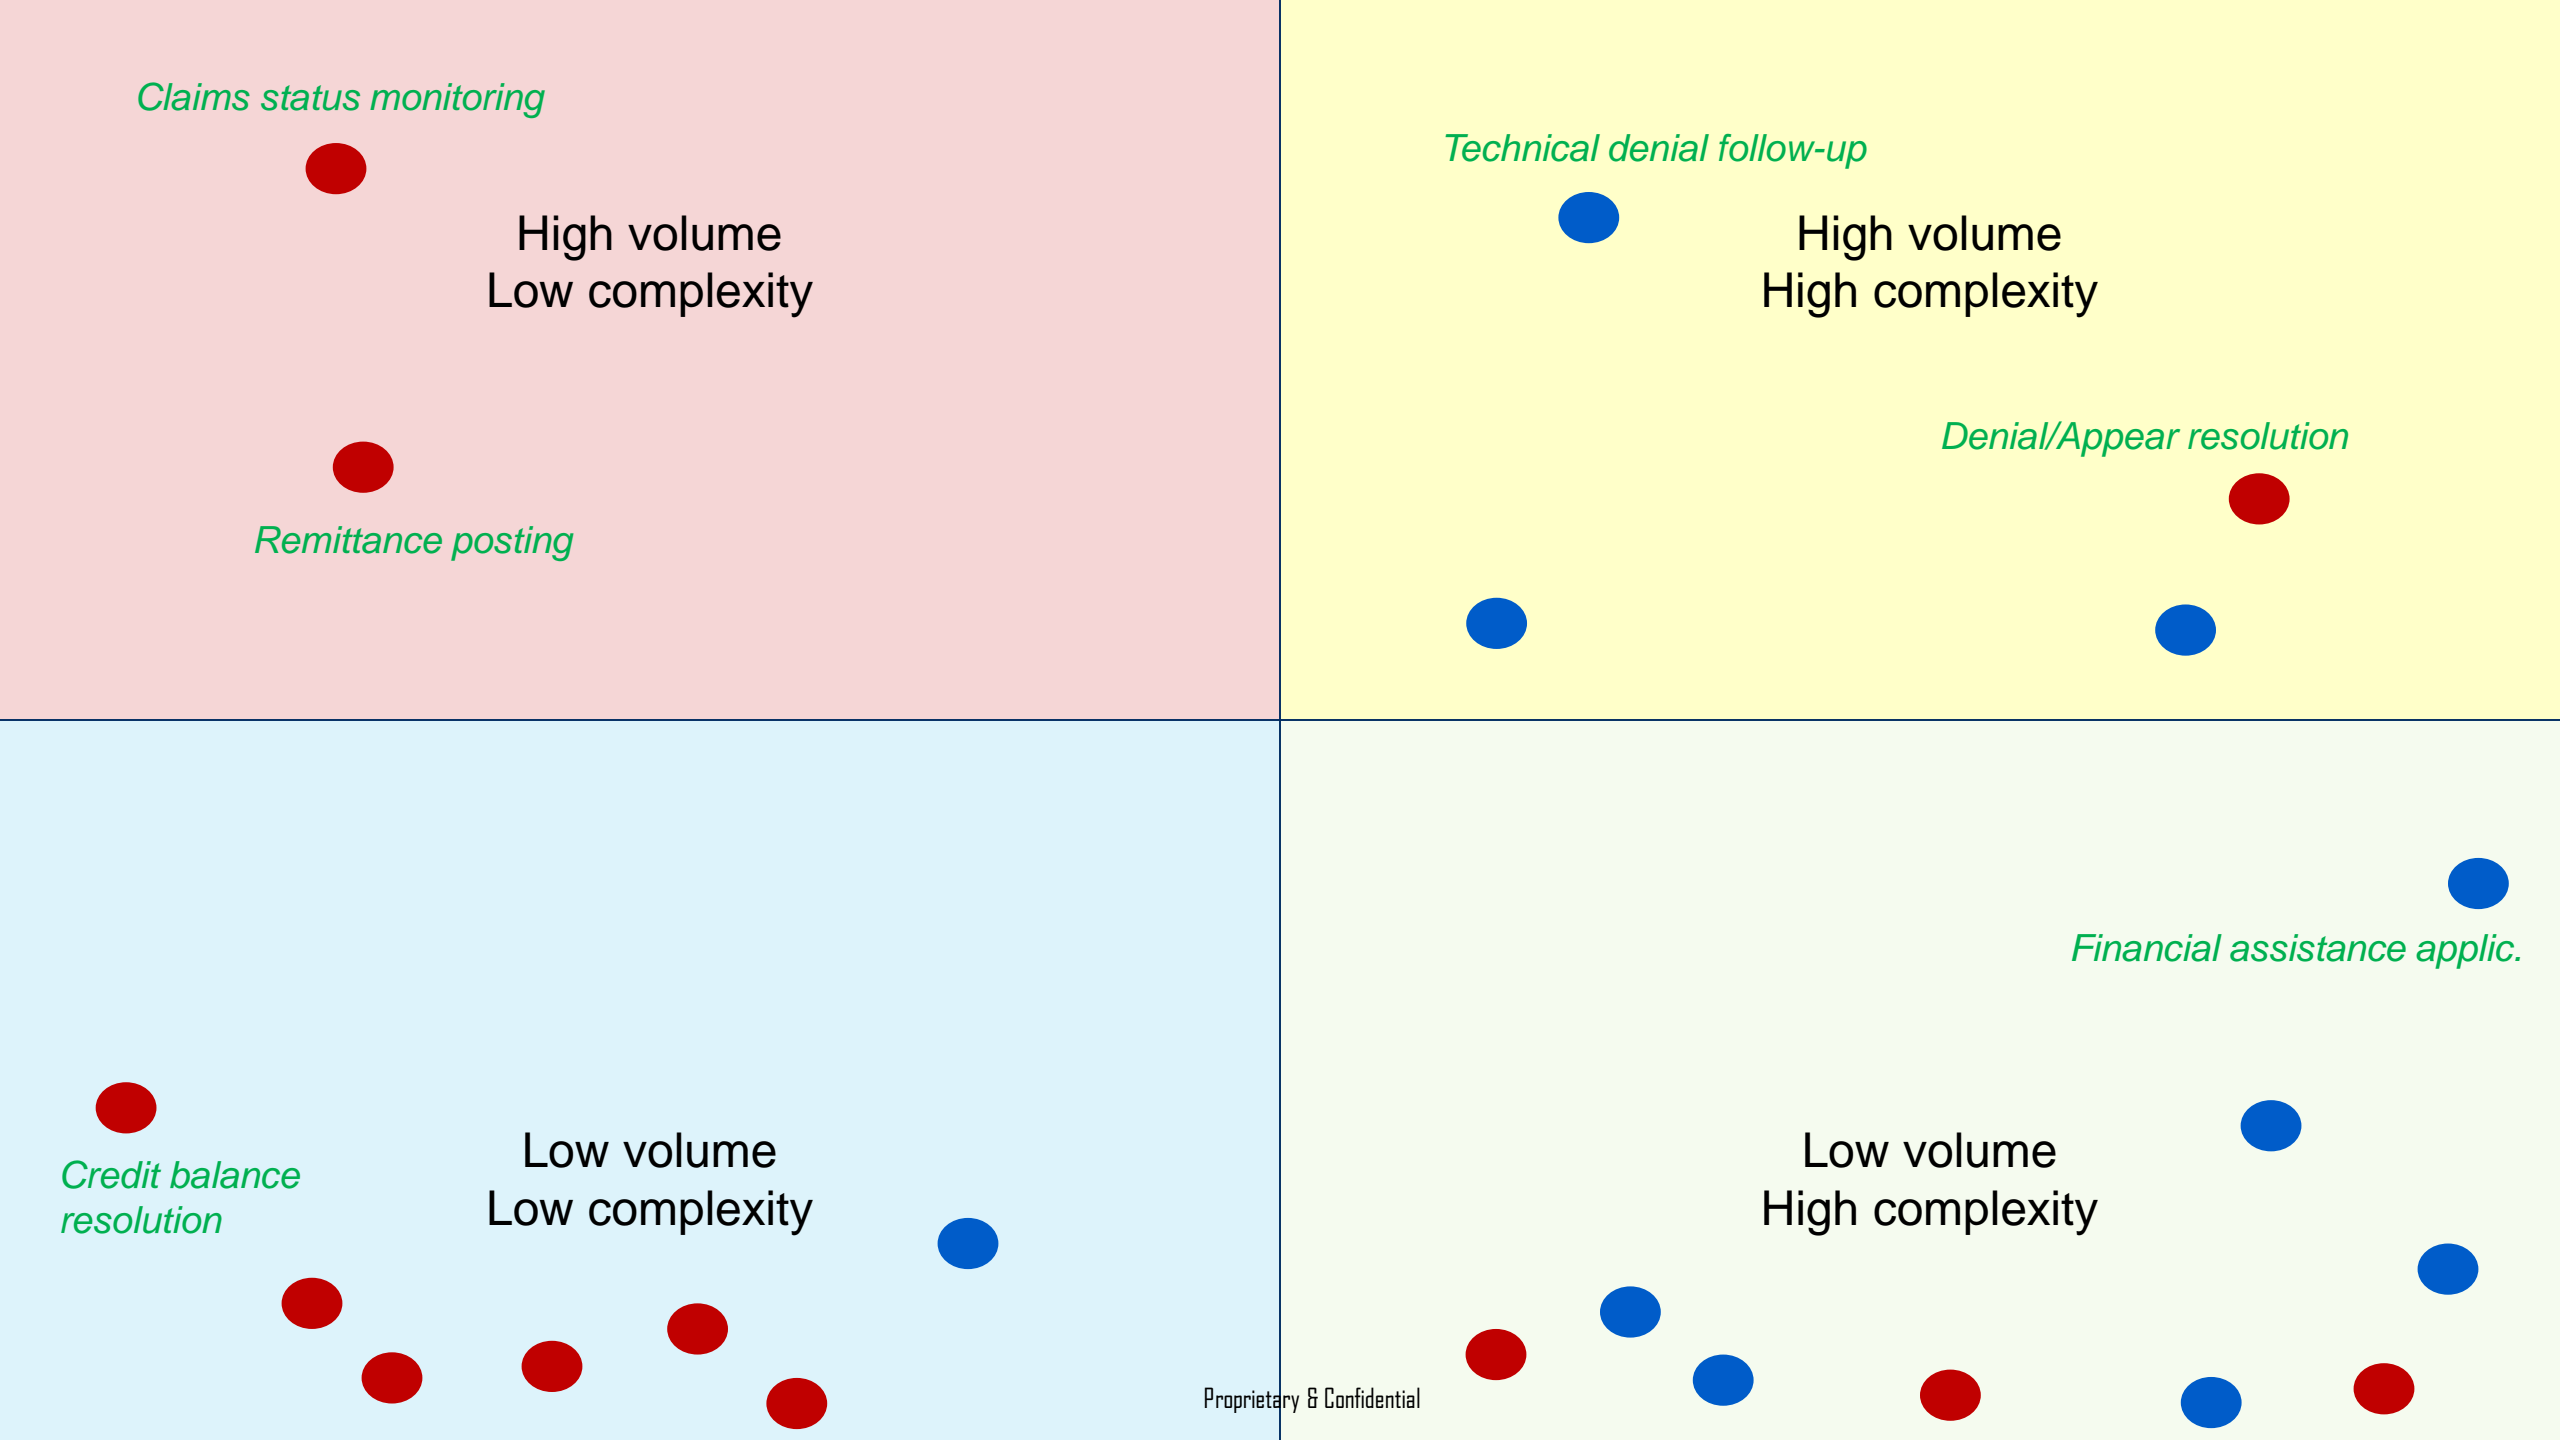 Claims status monitoring
High volume
Low complexity
Remittance posting
Technical denial follow-up
High volume
High complexity
Denial/Appear resolution
Credit balance
resolution
Low volume
Low complexity
Financial assistance applic.
Low volume
High complexity
Proprietary & Confidential